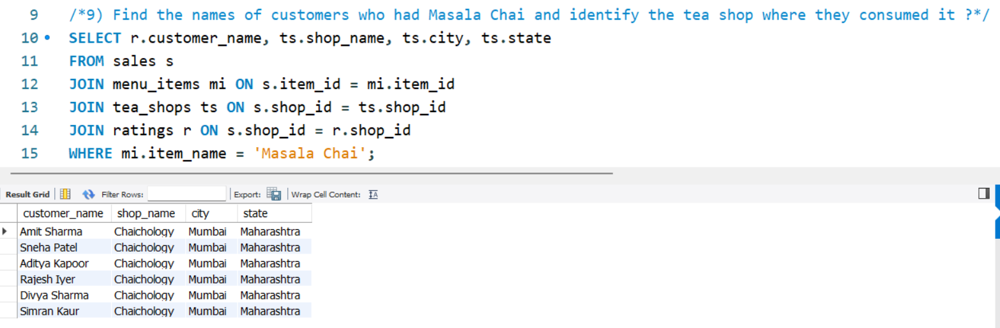 9 /*9) Find the names of customers who had Masala Chai and identify the tea shop where they consumed it ?*/
10 SELECT r.customer_name, ts.shop_name, ts.city, ts.state
11 FROM sales s
12 JOIN menu_items mi ON s.item_id = mi.item_id
13 JOIN tea_shops ts ON s.shop_id = ts.shop_id
14 JOIN ratings r ON s.shop_id = r.shop_id
15 WHERE mi.item_name = 'Masala Chai';
Result Grid Filter Rows: Export: Wrap Cell Content: IA
customer_name shop_name city state
Amit Sharma Chaichology Mumbai Maharashtra
Sneha Patel Chaichology Mumbai Maharashtra
Aditya Kapoor Chaichology Mumbai Maharashtra
Rajesh Iyer Chaichology Mumbai Maharashtra
Divya Sharma Chaichology Mumbai Maharashtra
Simran Kaur Chaichology Mumbai Maharashtra